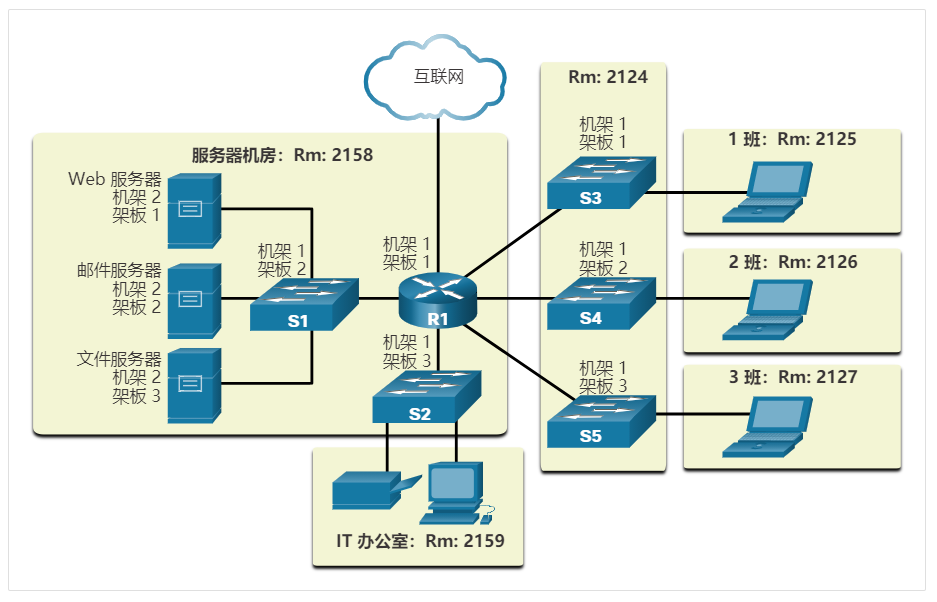 互联网
服务器机房：Rm: 2158
Web 服务器
机架 2
架板 1
邮件服务器
机架 2
架板 2
文件服务器
机架 2
架板 3
机架 1
架板 2
S1
机架 1
架板 1
R1
机架 1
架板 3
S2
IT 办公室：Rm: 2159
Rm: 2124
机架 1
架板 1
S3
机架 1
架板 2
S4
机架 1
架板 3
S5
1 班：Rm: 2125
2 班：Rm: 2126
3 班：Rm: 2127